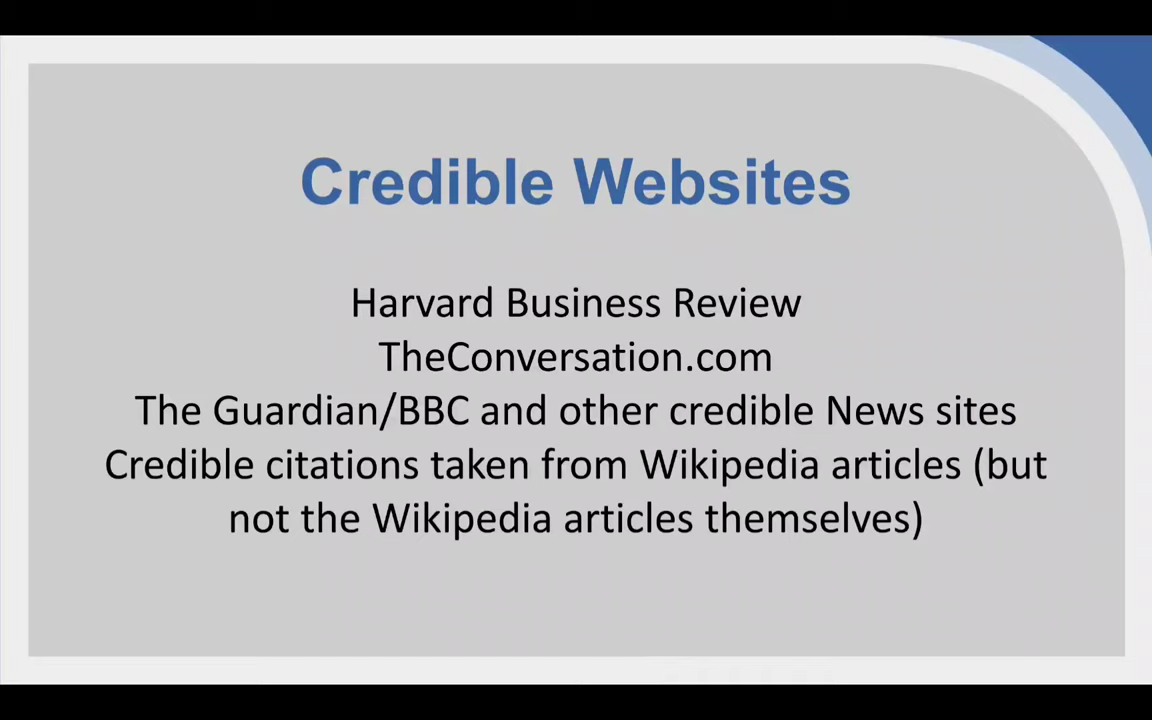 Credible Websites
Harvard Business Review
TheConversation.com
The Guardian/BBC and other credible News sites
Credible citations taken from Wikipedia articles (but
not the Wikipedia articles themselves)